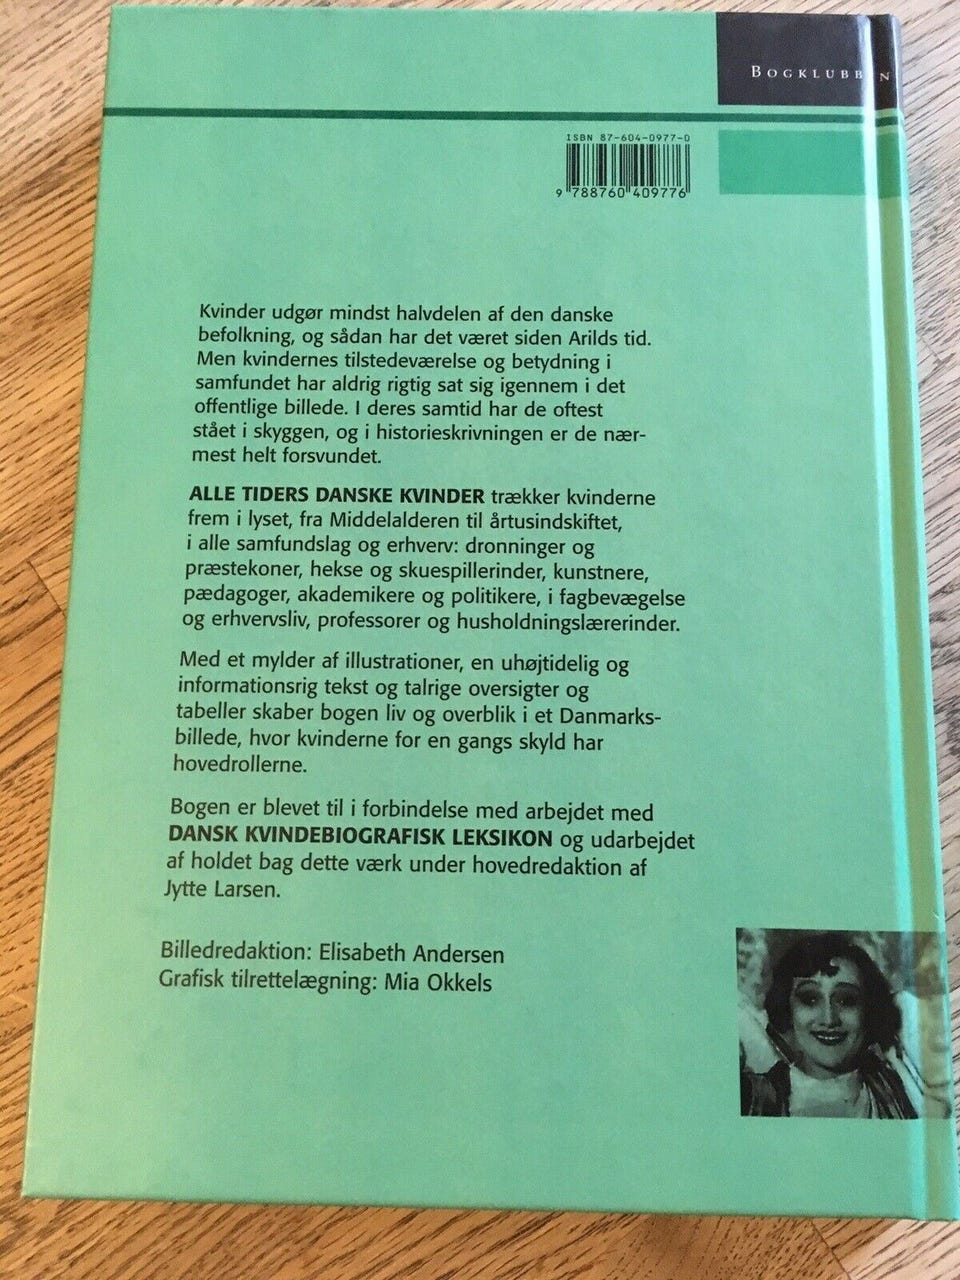 BOGKLUBBEN
ISBN 87-604-0977-0
9 788760 409776
Kvinder udgør mindst halvdelen af den danske
befolkning, og sådan har det været siden Arilds tid.
Men kvindernes tilstedeværelse og betydning i
samfundet har aldrig rigtig sat sig igennem i det
offentlige billede. I deres samtid har de oftest
stået i skyggen, og i historieskrivningen er de nær-
mest helt forsvundet.
ALLE TIDERS DANSKE KVINDER trækker kvinderne
frem i lyset, fra Middelalderen til årtusindskiftet,
i alle samfundslag og erhverv: dronninger og
præstekoner, hekse og skuespillerinder, kunstnere,
pædagoger, akademikere og politikere, i fagbevægelse
og erhvervsliv, professorer og husholdningslærerinder.
Med et mylder af illustrationer, en uhøjtidelig og
informationsrig tekst og talrige oversigter og
tabeller skaber bogen liv og overblik i et Danmarks-
billede, hvor kvinderne for en gangs skyld har
hovedrollerne.
Bogen er blevet til i forbindelse med arbejdet med
DANSK KVINDEBIOGRAFISK LEKSIKON og udarbejdet
af holdet bag dette værk under hovedredaktion af
Jytte Larsen.
Billedredaktion: Elisabeth Andersen
Grafisk tilrettelægning: Mia Okkels